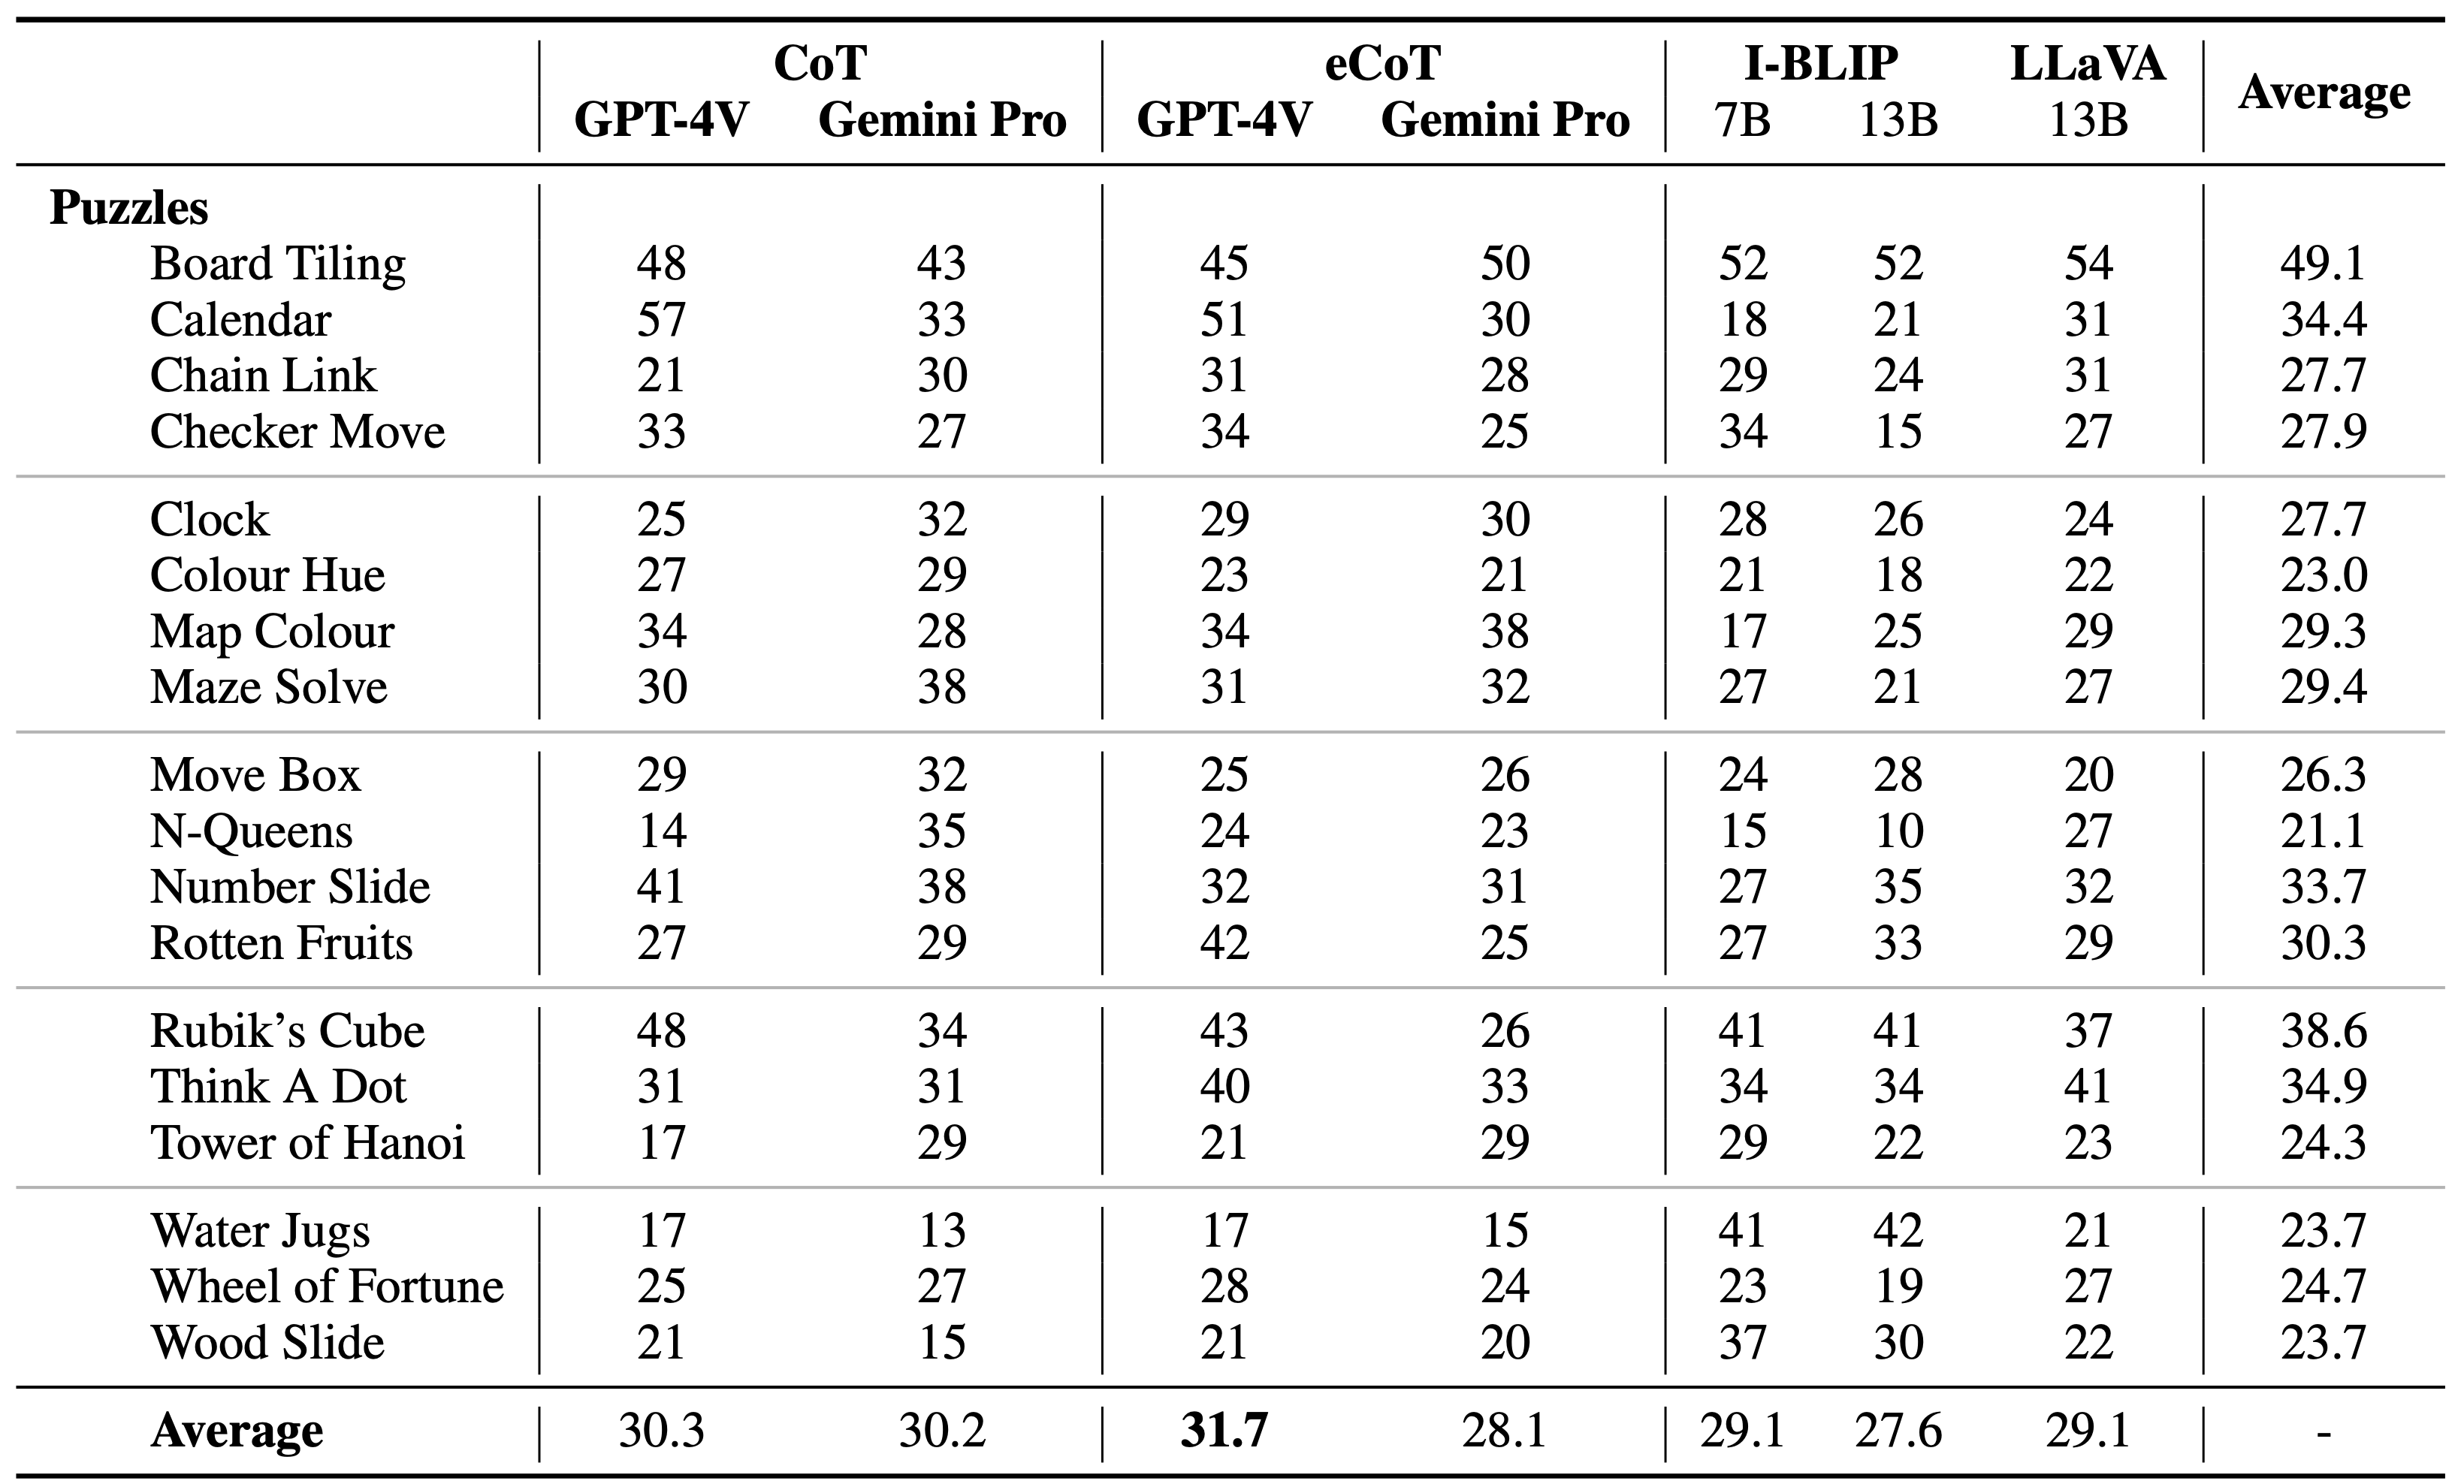 CoT eCoT I-BLIP LLaVA Average
GPT-4V Gemini Pro GPT-4V Gemini Pro 7B 13B 13B
Puzzles
Board Tiling 48 43 45 50 52 52 54 49.1
Calendar 57 33 51 30 18 21 31 34.4
Chain Link 21 30 31 28 29 24 31 27.7
Checker Move 33 27 34 25 34 15 27 27.9
Clock 25 32 29 30 28 26 24 27.7
Colour Hue 27 29 23 21 21 18 22 23.0
Map Colour 34 28 34 38 17 25 29 29.3
Maze Solve 30 38 31 32 27 21 27 29.4
Move Box 29 32 25 26 24 28 20 26.3
N-Queens 14 35 24 23 15 10 27 21.1
Number Slide 41 38 32 31 27 35 32 33.7
Rotten Fruits 27 29 42 25 27 33 29 30.3
Rubik’s Cube 48 34 43 26 41 41 37 38.6
Think A Dot 31 31 40 33 34 34 41 34.9
Tower of Hanoi 17 29 21 29 29 22 23 24.3
Water Jugs 17 13 17 15 41 42 21 23.7
Wheel of Fortune 25 27 28 24 23 19 27 24.7
Wood Slide 21 15 21 20 37 30 22 23.7
Average 30.3 30.2 31.7 28.1 29.1 27.6 29.1 -